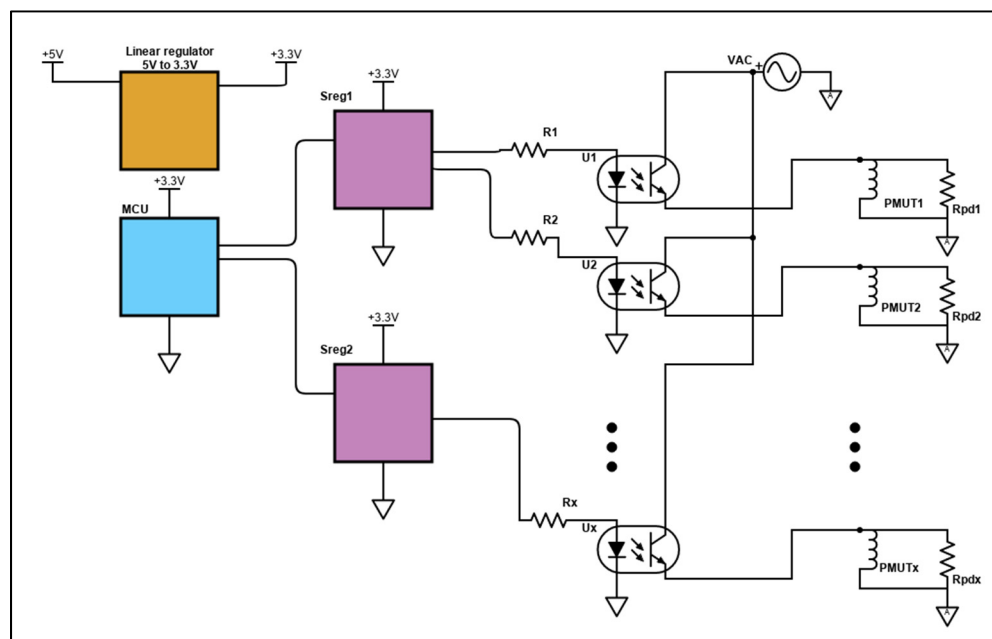 Linear regulator
5V to 3.3V
+5V
+3.3V
MCU
+3.3V
Sreg1
+3.3V
Sreg2
+3.3V
R1
R2
Rx
U1
U2
Ux
VAC
+
A
PMUT1
Rpd1
A
PMUT2
Rpd2
A
PMUTx
Rpdx
A